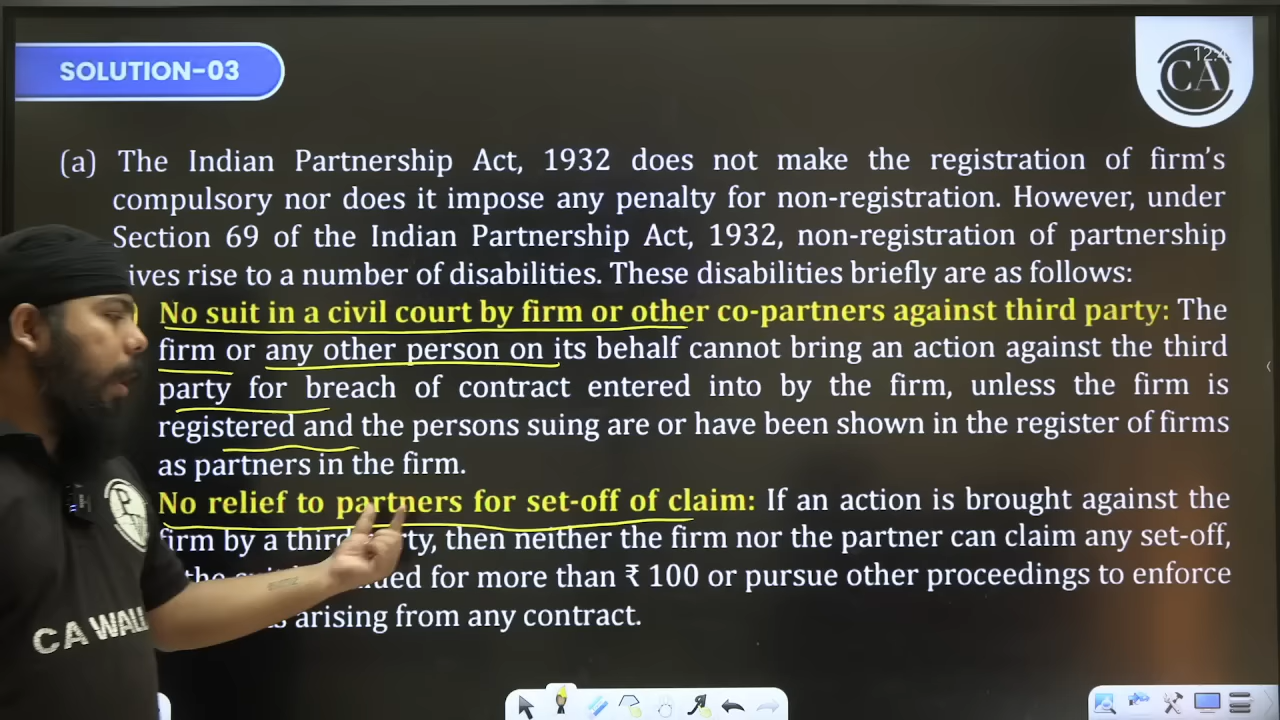 SOLUTION-03
12:4
CA
(a) The Indian Partnership Act, 1932 does not make the registration of firm's
compulsory nor does it impose any penalty for non-registration. However, under
Section 69 of the Indian Partnership Act, 1932, non-registration of partnership
ives rise to a number of disabilities. These disabilities briefly are as follows:
No suit in a civil court by firm or other co-partners against third party: The
firm or any other person on its behalf cannot bring an action against the third
party for breach of contract entered into by the firm, unless the firm is
registered and the persons suing are or have been shown in the register of firms
as partners in the firm.
No relief to partners for set-off of claim: If an action is brought against the
firm by a third party, then neither the firm nor the partner can claim any set-off,
the for more than ₹ 100 or pursue other proceedings to enforce
arising from any contract.
P
CA WALL